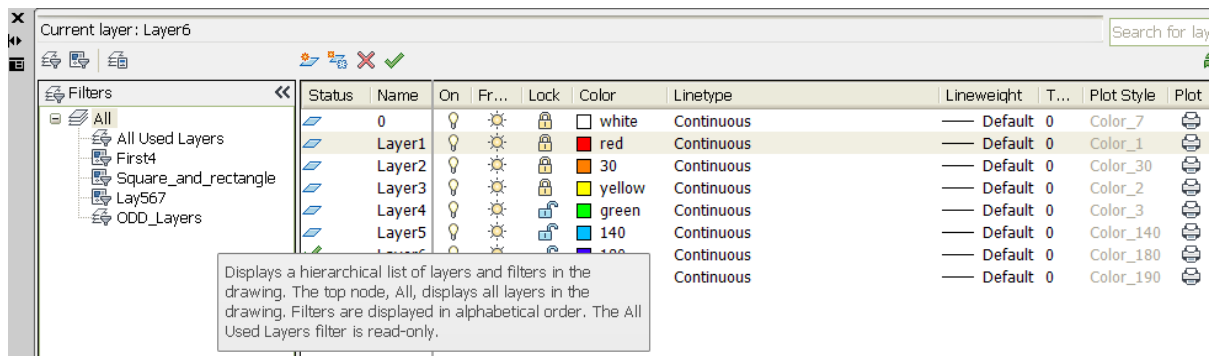 Current layer: Layer6
Search for lay
Filters
All
All Used Layers
First4
Square_and_rectangle
Lay567
ODD_Layers
Status Name On Fr... Lock Color Linetype Lineweight T... Plot Style Plot
0 white Continuous Default 0 Color_7
Layer1 red Continuous Default 0 Color_1
Layer2 30 Continuous Default 0 Color_30
Layer3 yellow Continuous Default 0 Color_2
Layer4 green Continuous Default 0 Color_3
Layer5 140 Continuous Default 0 Color_140
Continuous Default 0 Color_180
Continuous Default 0 Color_190
Displays a hierarchical list of layers and filters in the
drawing. The top node, All, displays all layers in the
drawing. Filters are displayed in alphabetical order. The All
Used Layers filter is read-only.